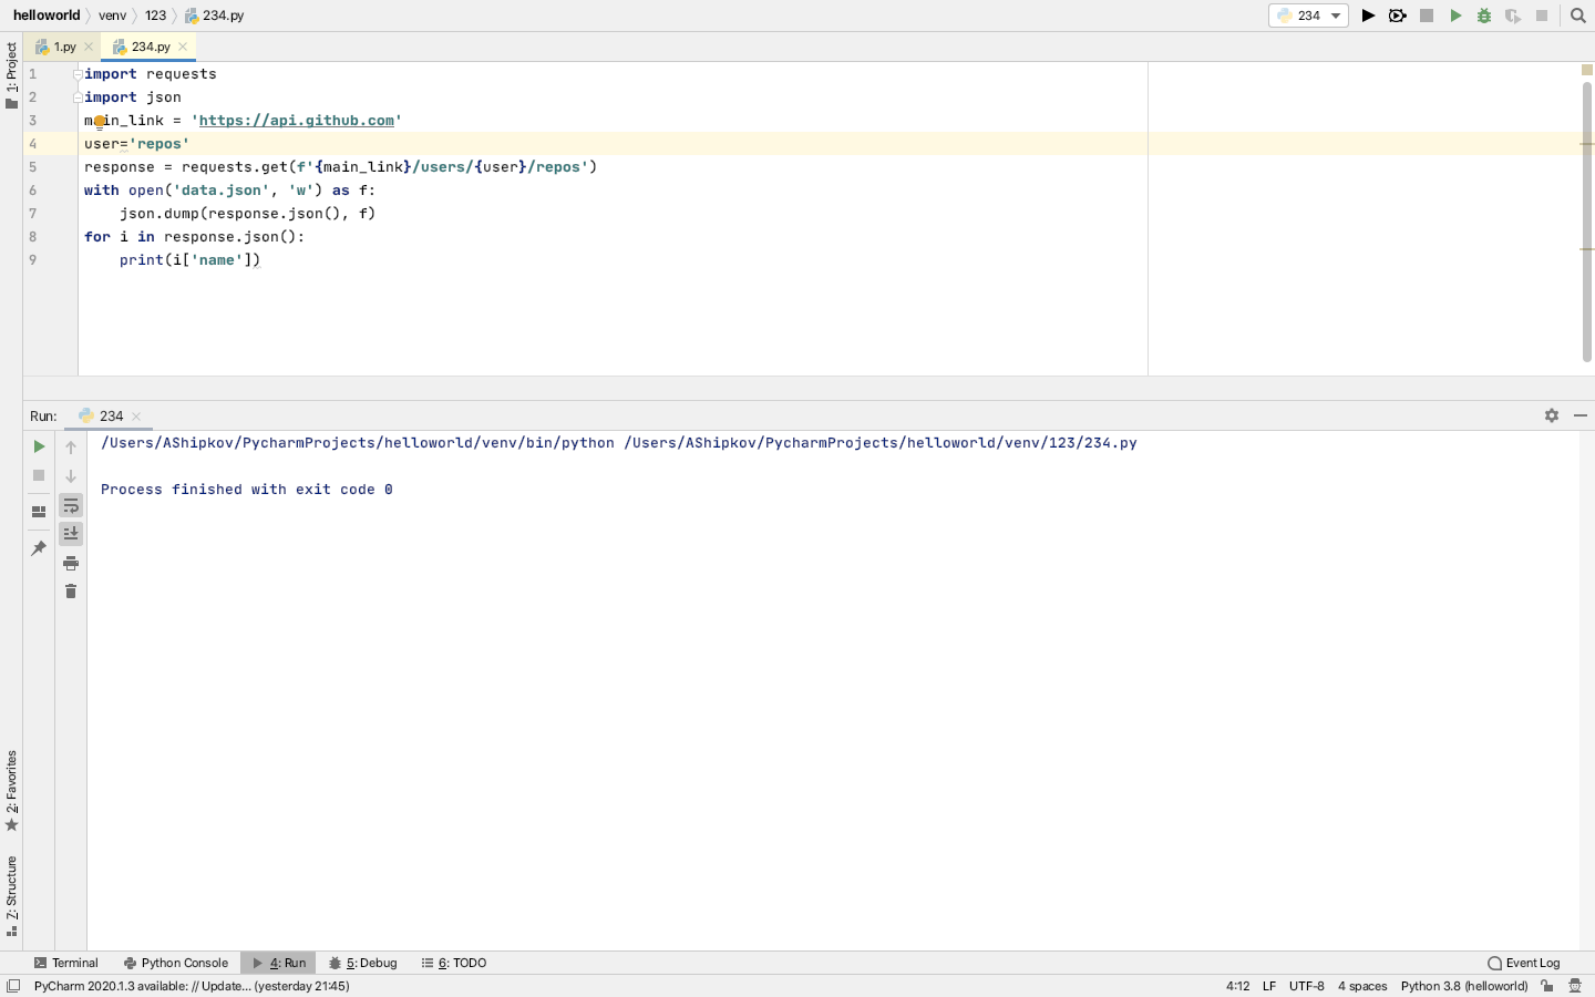 helloworld venv 123 234.py
234
1.py 234.py
1: Project
1 import requests
2 import json
3 main_link = 'https://api.github.com'
4 user='repos'
5 response = requests.get(f'{main_link}/users/{user}/repos')
6 with open('data.json', 'w') as f:
7 json.dump(response.json(), f)
8 for i in response.json():
9 print(i['name'])
Run: 234
/Users/AShipkov/PycharmProjects/helloworld/venv/bin/python /Users/AShipkov/PycharmProjects/helloworld/venv/123/234.py
Process finished with exit code 0
2: Favorites
Z: Structure
Terminal Python Console 4: Run 5: Debug 6: TODO Event Log
PyCharm 2020.1.3 available: // Update... (yesterday 21:45) 4:12 LF UTF-8 4 spaces Python 3.8 (helloworld)